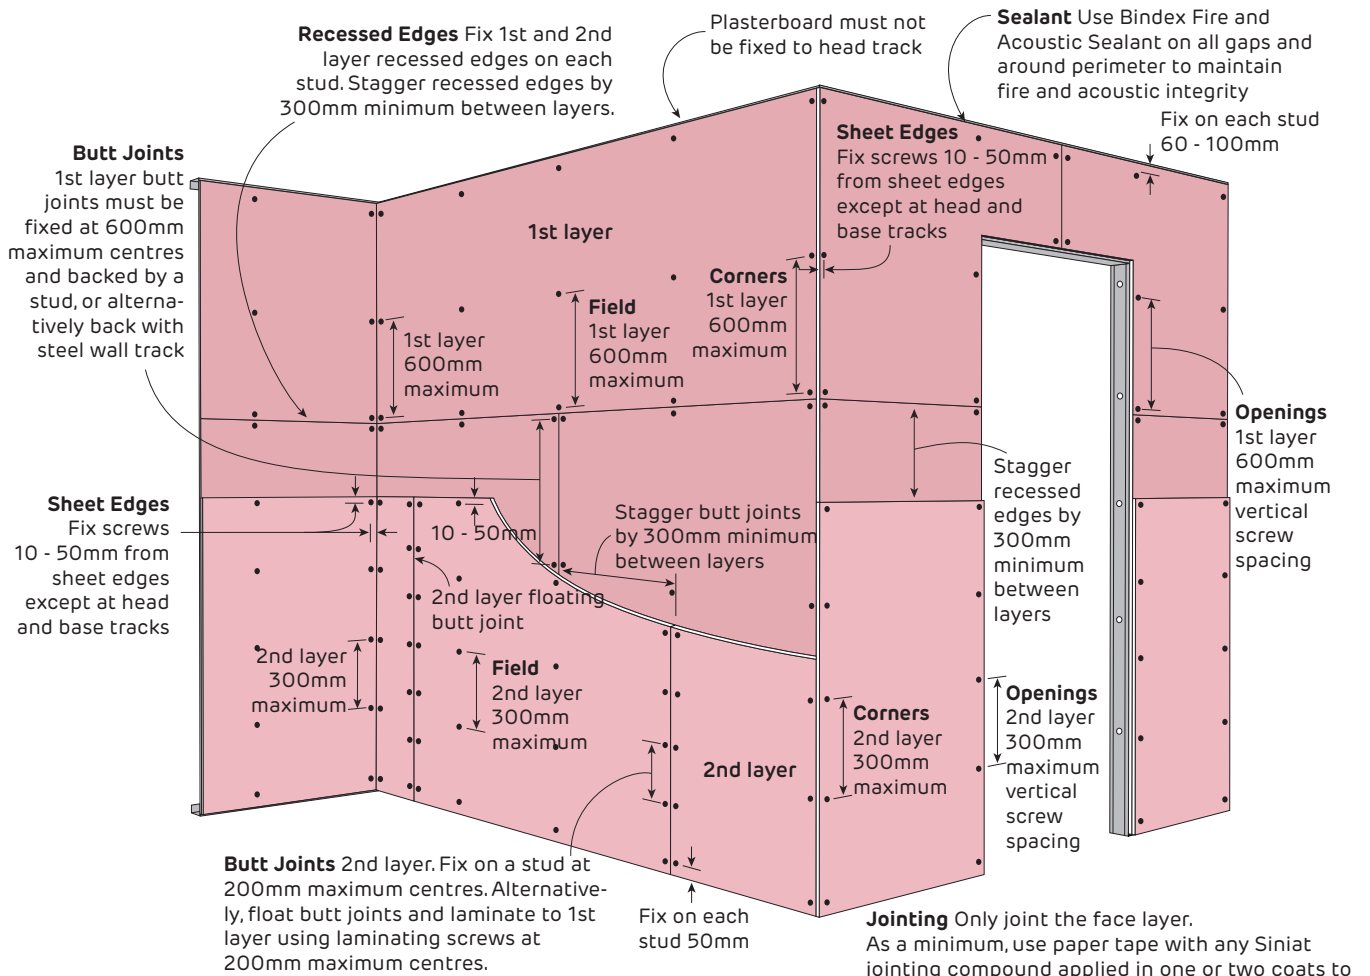 Recessed Edges Fix 1st and 2nd
layer recessed edges on each
stud. Stagger recessed edges by
300mm minimum between layers.
Plasterboard must not
be fixed to head track
Sealant Use Bindex Fire and
Acoustic Sealant on all gaps and
around perimeter to maintain
fire and acoustic integrity
Fix on each stud
60 - 100mm
Butt Joints
1st layer butt
joints must be
fixed at 600mm
maximum centres
and backed by a
stud, or alterna-
tively back with
steel wall track
Sheet Edges
Fix screws 10 - 50mm
from sheet edges
except at head and
base tracks
1st layer
Corners
1st layer
600mm
maximum
Field
1st layer
600mm
maximum
1st layer
600mm
maximum
Openings
1st layer
600mm
maximum
vertical
screw
spacing
Stagger
recessed
edges by
300mm
minimum
between
layers
Sheet Edges
Fix screws
10 - 50mm from
sheet edges
except at head
and base tracks
10 - 50mm
Stagger butt joints
by 300mm minimum
between layers
2nd layer floating
butt joint
2nd layer
300mm
maximum
Field
2nd layer
300mm
maximum
2nd layer
Corners
2nd layer
300mm
maximum
Openings
2nd layer
300mm
maximum
vertical
screw
spacing
Butt Joints 2nd layer. Fix on a stud at
200mm maximum centres. Alternative-
ly, float butt joints and laminate to 1st
layer using laminating screws at
200mm maximum centres.
Fix on each
stud 50mm
Jointing Only joint the face layer.
As a minimum, use paper tape with any Siniat
jointing compound applied in one or two coats to